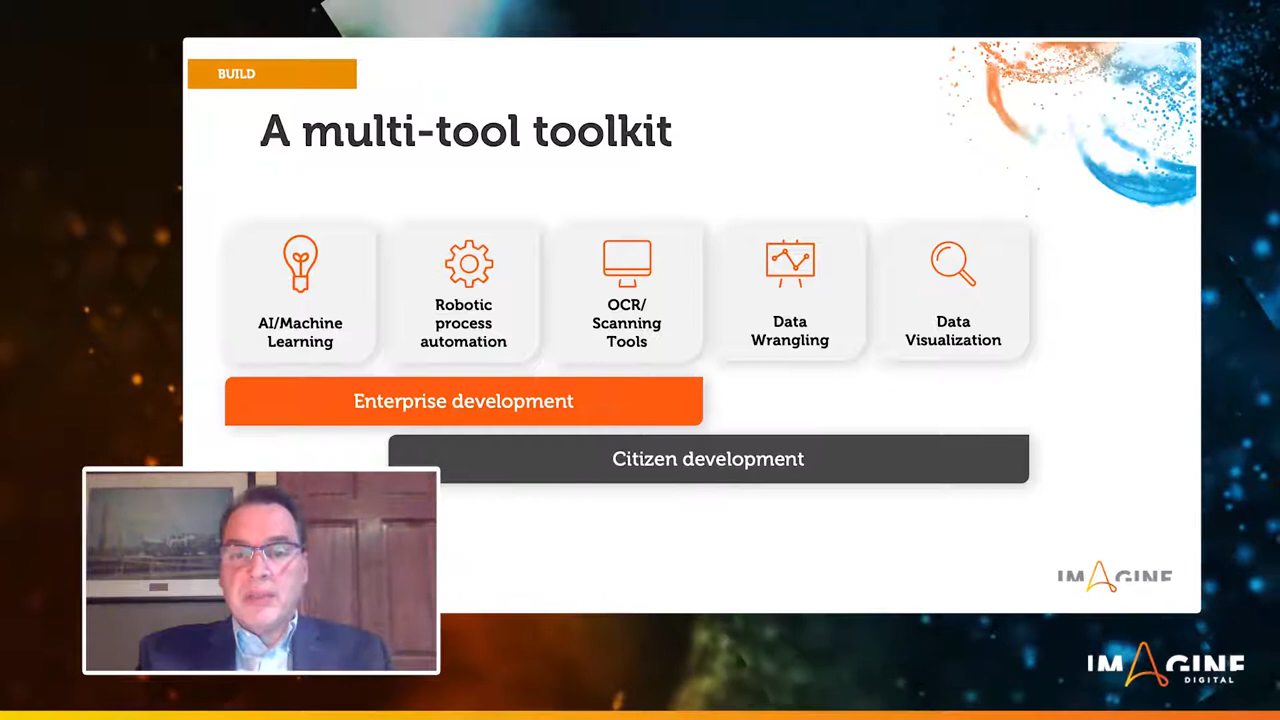 BUILD
A multi-tool toolkit
AI/Machine
Learning
Robotic
process
automation
OCR/
Scanning
Tools
Data
Wrangling
Data
Visualization
Enterprise development
Citizen development
IMAGINE
IMAGINE
DIGITAL